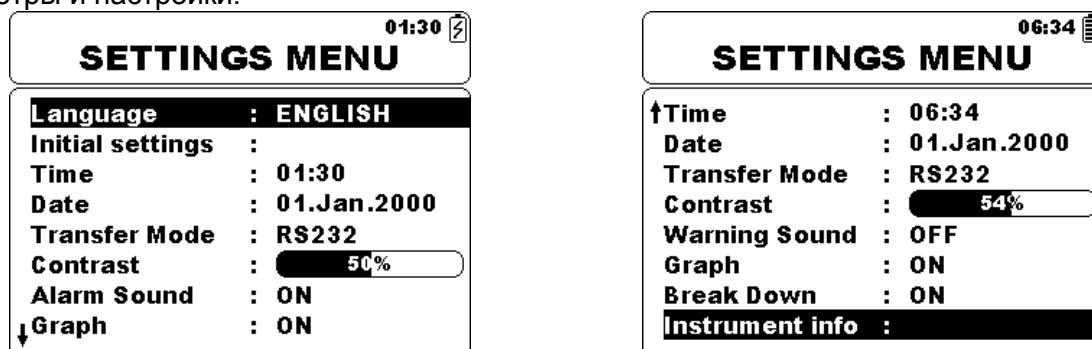 и настройки.
01:30
SETTINGS MENU
Language : ENGLISH
Initial settings :
Time : 01:30
Date : 01.Jan.2000
Transfer Mode : RS232
Contrast : 50%
Alarm Sound : ON
Graph : ON
06:34
SETTINGS MENU
Time : 06:34
Date : 01.Jan.2000
Transfer Mode : RS232
Contrast : 54%
Warning Sound : OFF
Graph : ON
Break Down : ON
Instrument info :